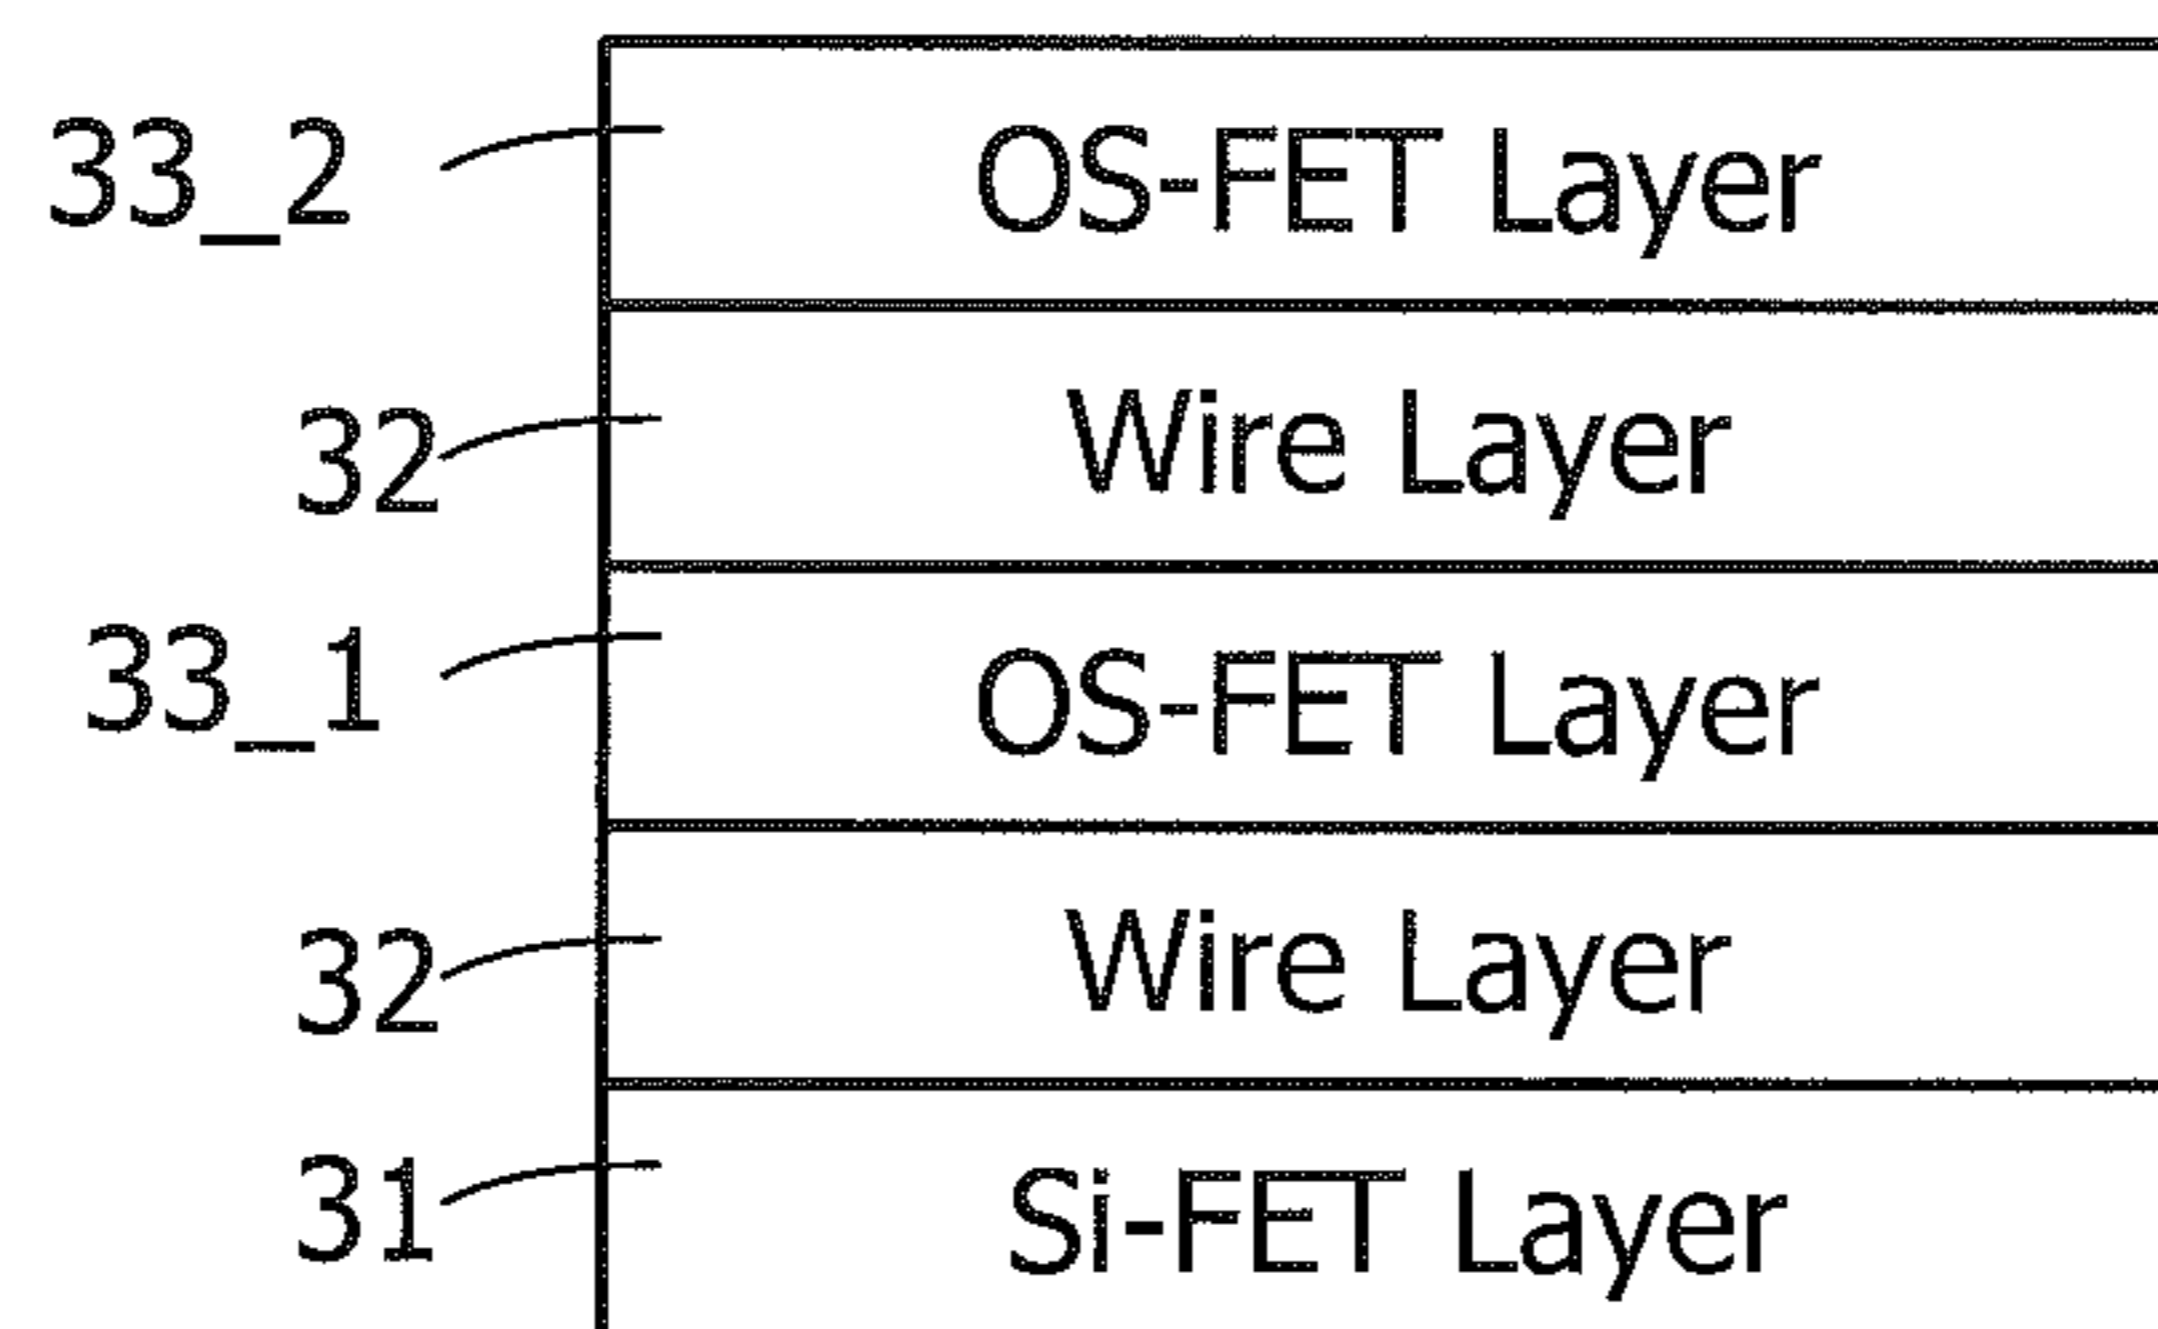 33_2 OS-FET Layer
32 Wire Layer
33_1 OS-FET Layer
32 Wire Layer
31 Si-FET Layer